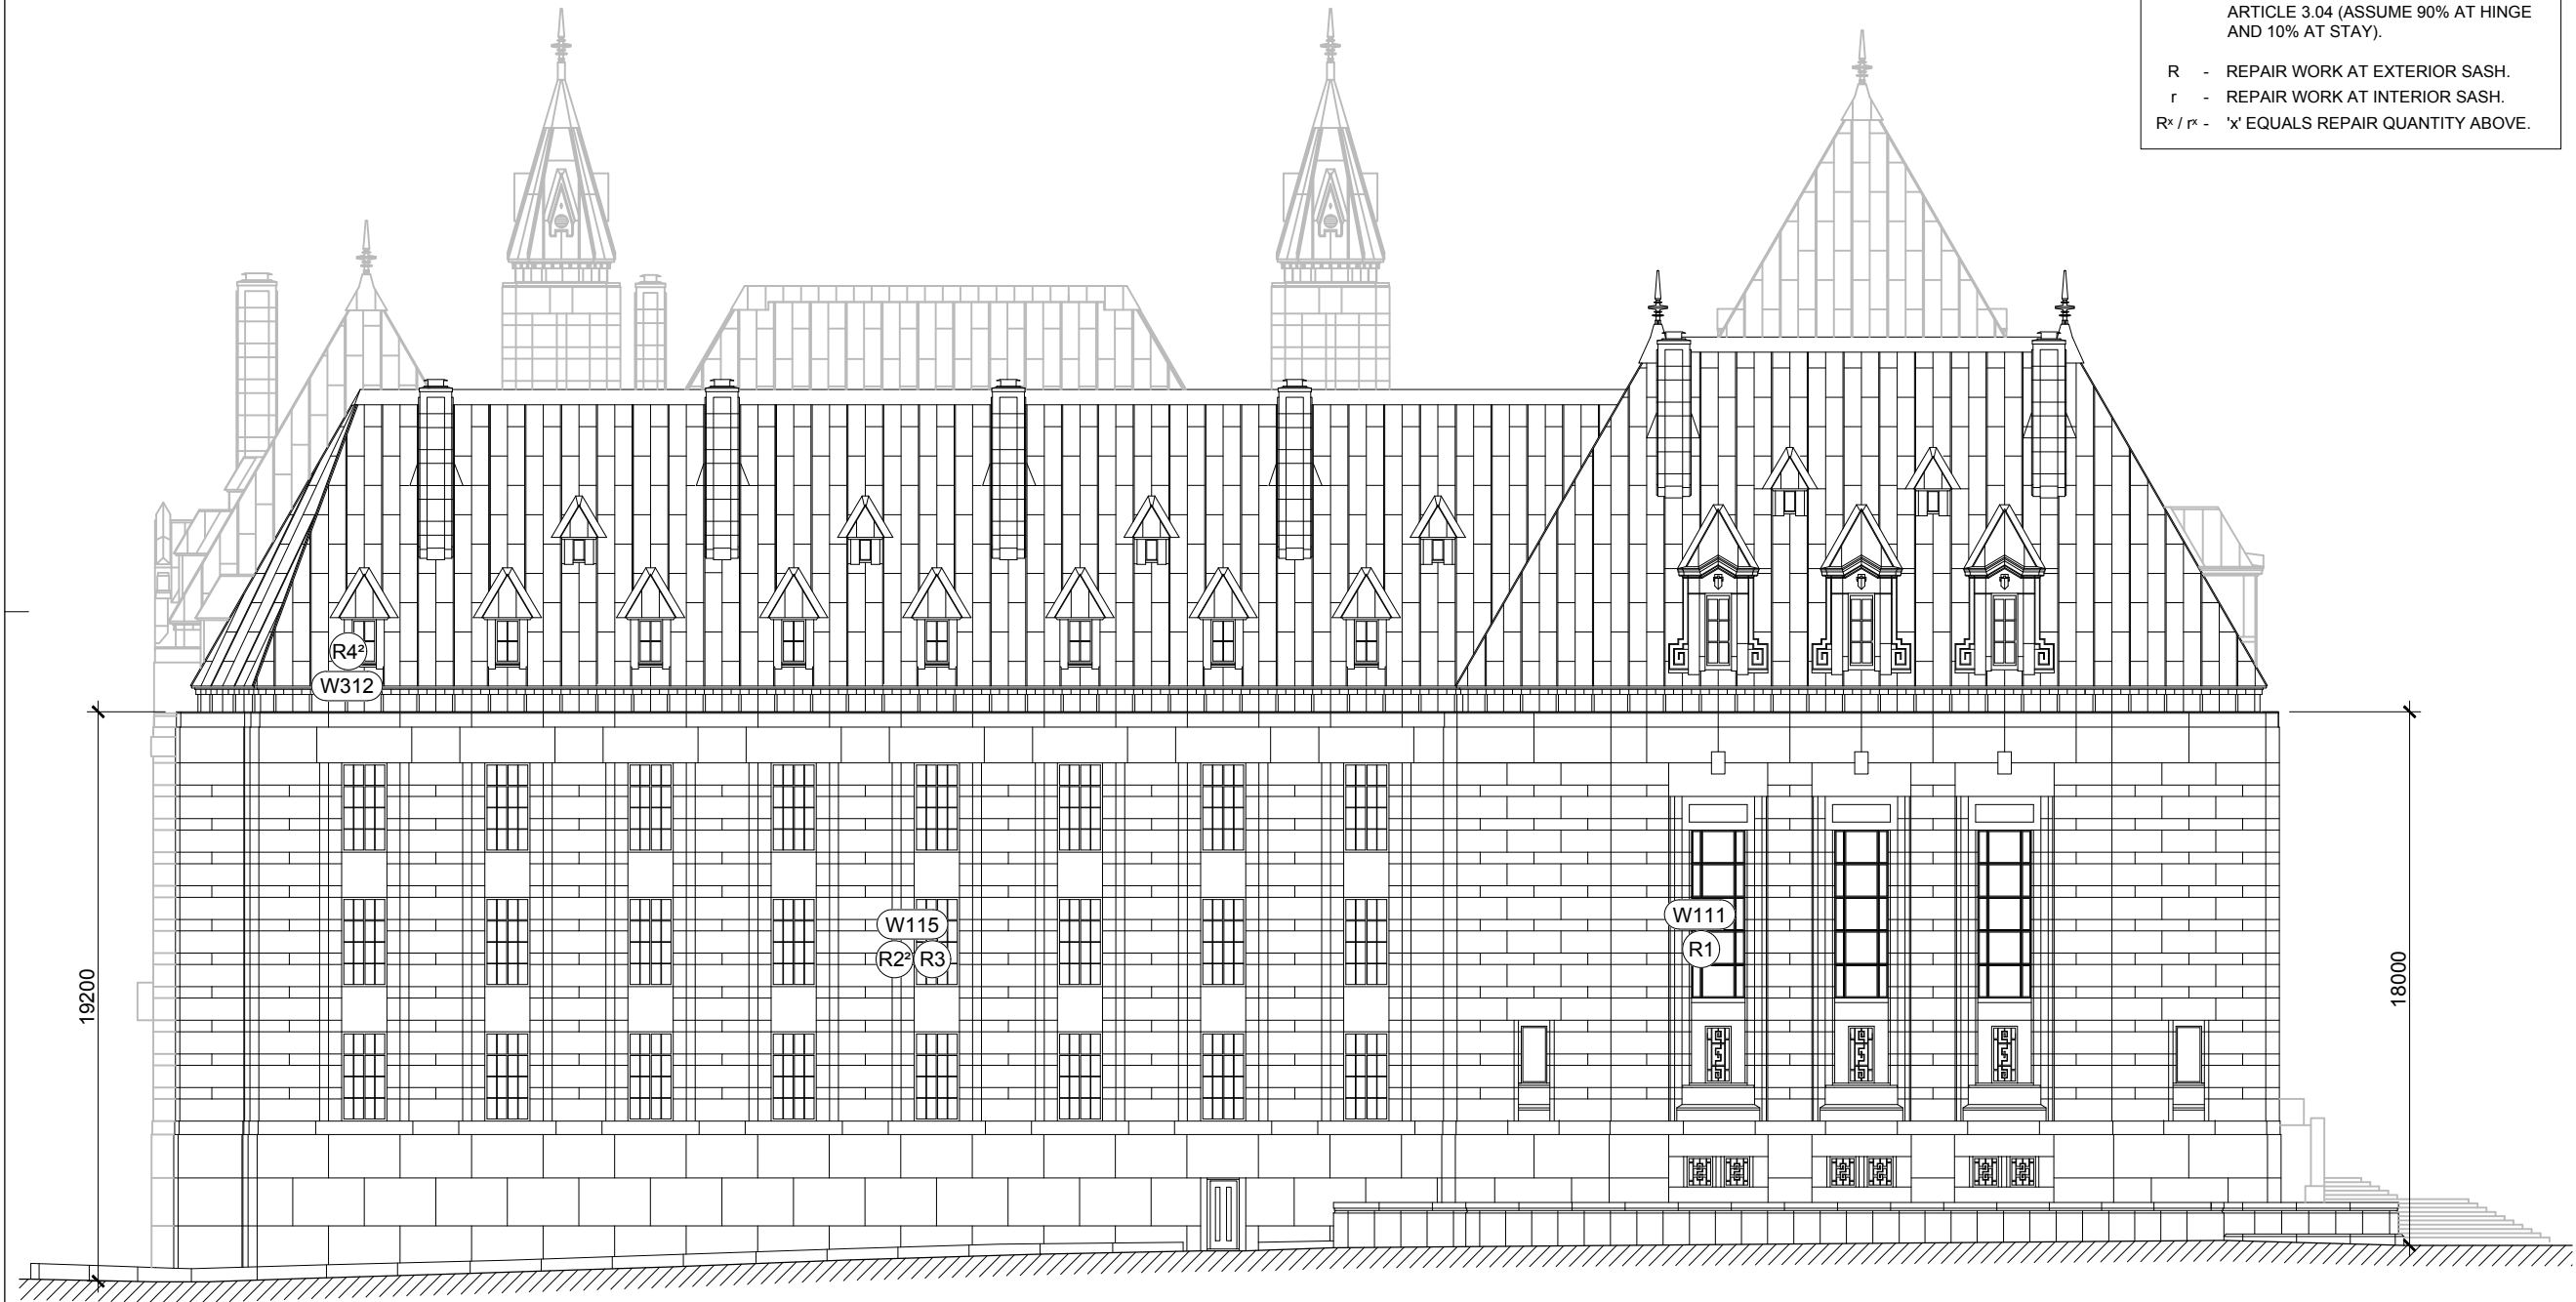 ARTICLE 3.04 (ASSUME 90% AT HINGE
AND 10% AT STAY).
R - REPAIR WORK AT EXTERIOR SASH.
r - REPAIR WORK AT INTERIOR SASH.
Rˣ / rˣ - 'x' EQUALS REPAIR QUANTITY ABOVE.
R4²
W312
W115
R2² R3
W111
R1
19200
18000